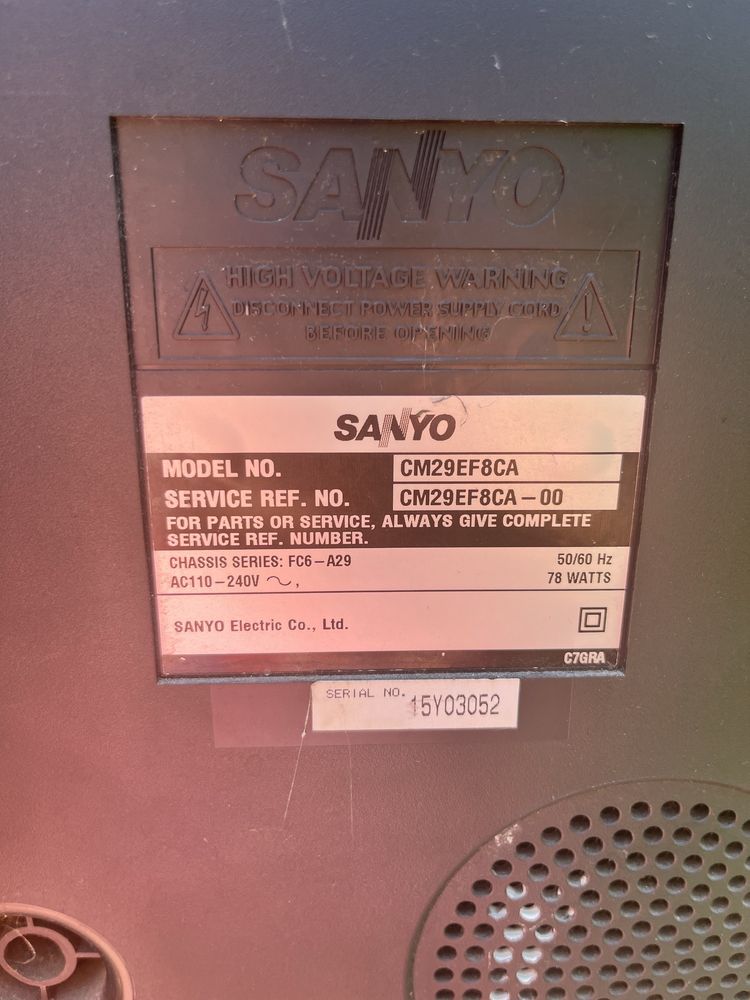 SANYO
HIGH VOLTAGE WARNING
DISCONNECT POWER SUPPLY CORD
BEFORE OPENING
SANYO
MODEL NO. CM29EF8CA
SERVICE REF. NO. CM29EF8CA-00
FOR PARTS OR SERVICE, ALWAYS GIVE COMPLETE
SERVICE REF. NUMBER.
CHASSIS SERIES: FC6-A29 50/60 Hz
AC110-240V ~, 78 WATTS
SANYO Electric Co., Ltd.
C7GRA
SERIAL NO. 15Y03052